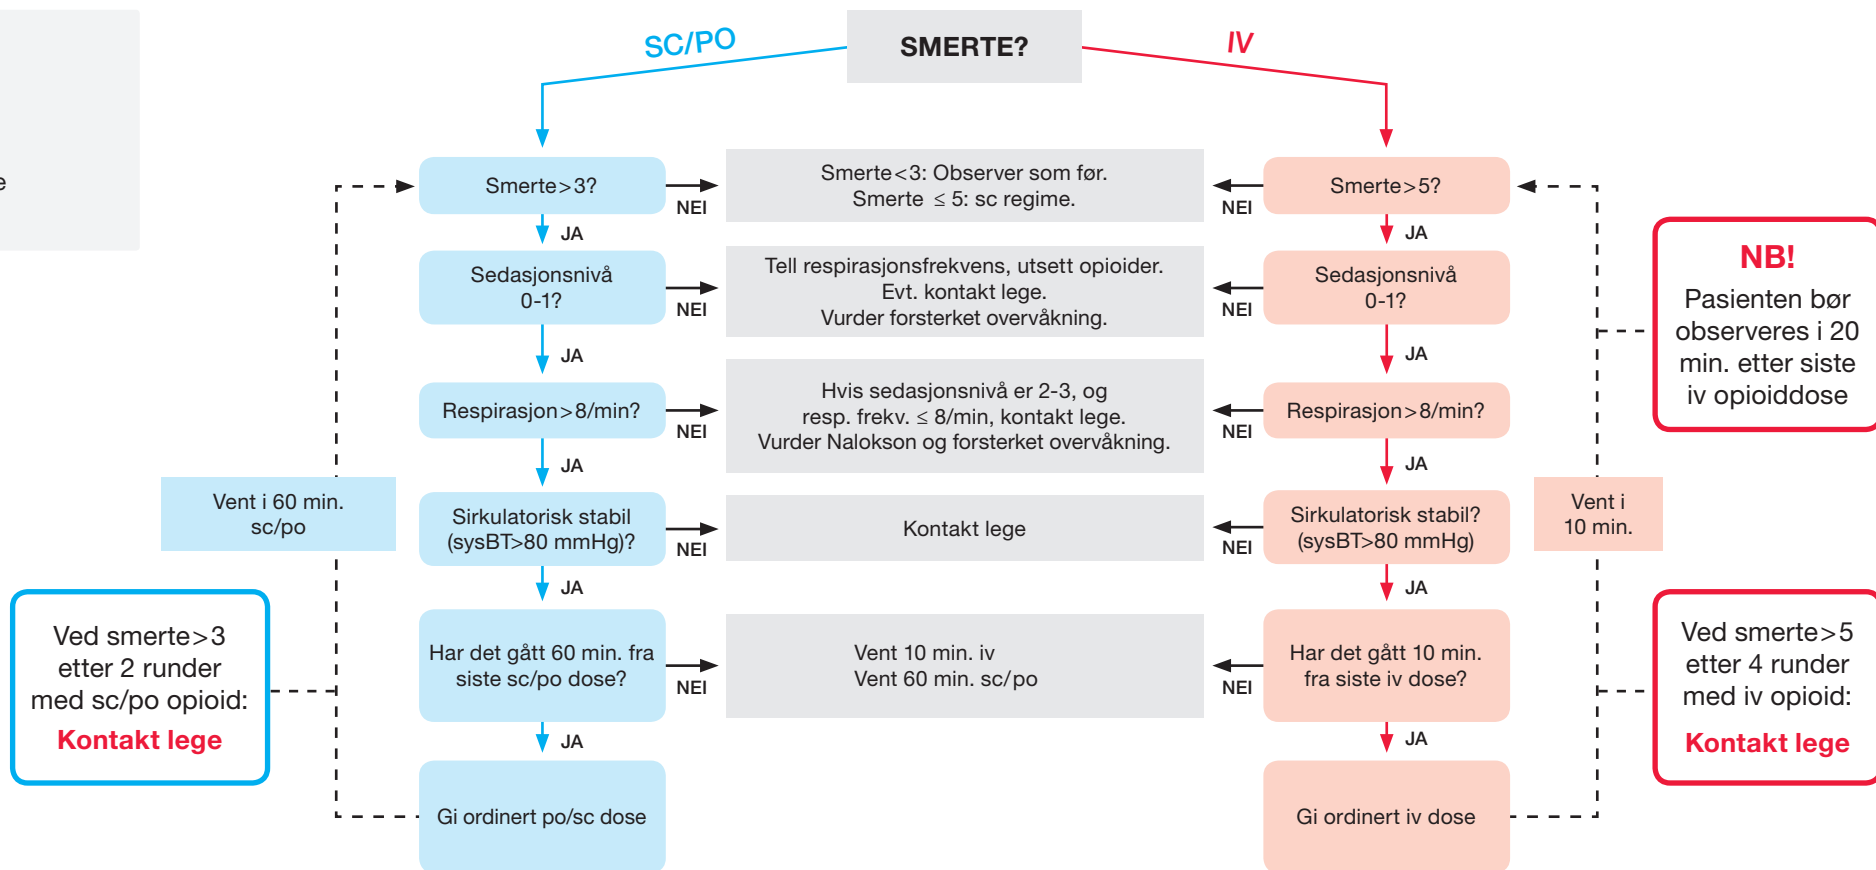 e
SC/PO
SMERTE?
IV
Smerte>3?
NEI
JA
Smerte<3: Observer som før.
Smerte ≤ 5: sc regime.
Smerte>5?
NEI
JA
Sedasjonsnivå
0-1?
NEI
JA
Tell respirasjonsfrekvens, utsett opioider.
Evt. kontakt lege.
Vurder forsterket overvåkning.
Sedasjonsnivå
0-1?
NEI
JA
NB!
Pasienten bør
observeres i 20
min. etter siste
iv opioiddose
Respirasjon>8/min?
NEI
JA
Hvis sedasjonsnivå er 2-3, og
resp. frekv. ≤ 8/min, kontakt lege.
Vurder Nalokson og forsterket overvåkning.
Respirasjon>8/min?
NEI
JA
Vent i 60 min.
sc/po
Sirkulatorisk stabil
(sysBT>80 mmHg)?
NEI
JA
Kontakt lege
Sirkulatorisk stabil?
(sysBT>80 mmHg)
NEI
JA
Vent i
10 min.
Ved smerte>3
etter 2 runder
med sc/po opioid:
Kontakt lege
Har det gått 60 min. fra
siste sc/po dose?
NEI
JA
Vent 10 min. iv
Vent 60 min. sc/po
Har det gått 10 min.
fra siste iv dose?
NEI
JA
Ved smerte>5
etter 4 runder
med iv opioid:
Kontakt lege
Gi ordinert po/sc dose
Gi ordinert iv dose